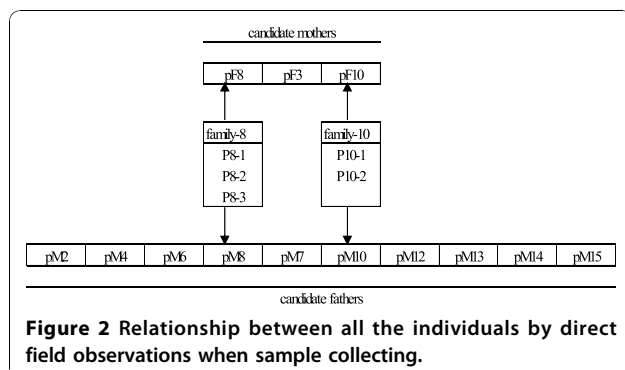 candidate mothers
pF8 pF3 pF10
family-8 family-10
P8-1 P10-1
P8-2 P10-2
P8-3
pM2 pM4 pM6 pM8 pM7 pM10 pM12 pM13 pM14 pM15
candidate fathers
Figure 2 Relationship between all the individuals by direct
field observations when sample collecting.